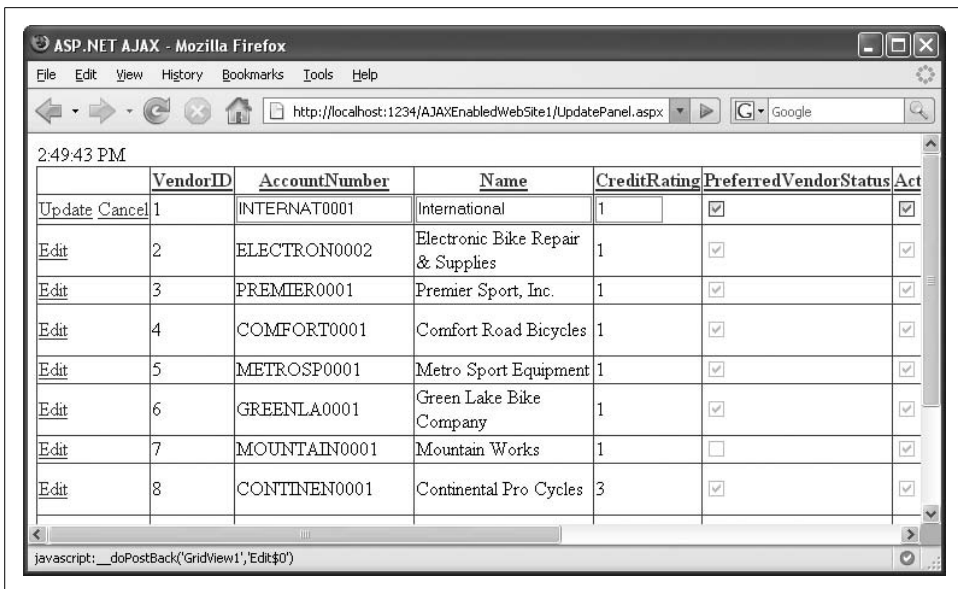 ASP.NET AJAX - Mozilla Firefox
File Edit View History Bookmarks Tools Help
http://localhost:1234/AJAXEnabledWebSite1/UpdatePanel.aspx G Google
2:49:43 PM
VendorID AccountNumber Name CreditRating PreferredVendorStatus Act
Update Cancel 1 INTERNAT0001 International 1
Edit 2 ELECTRON0002 Electronic Bike Repair
& Supplies 1
Edit 3 PREMIER0001 Premier Sport, Inc. 1
Edit 4 COMFORT0001 Comfort Road Bicycles 1
Edit 5 METROSP0001 Metro Sport Equipment 1
Edit 6 GREENLA0001 Green Lake Bike
Company 1
Edit 7 MOUNTAIN0001 Mountain Works 1
Edit 8 CONTINEN0001 Continental Pro Cycles 3
javascript:__doPostBack('GridView1','Edit$0')